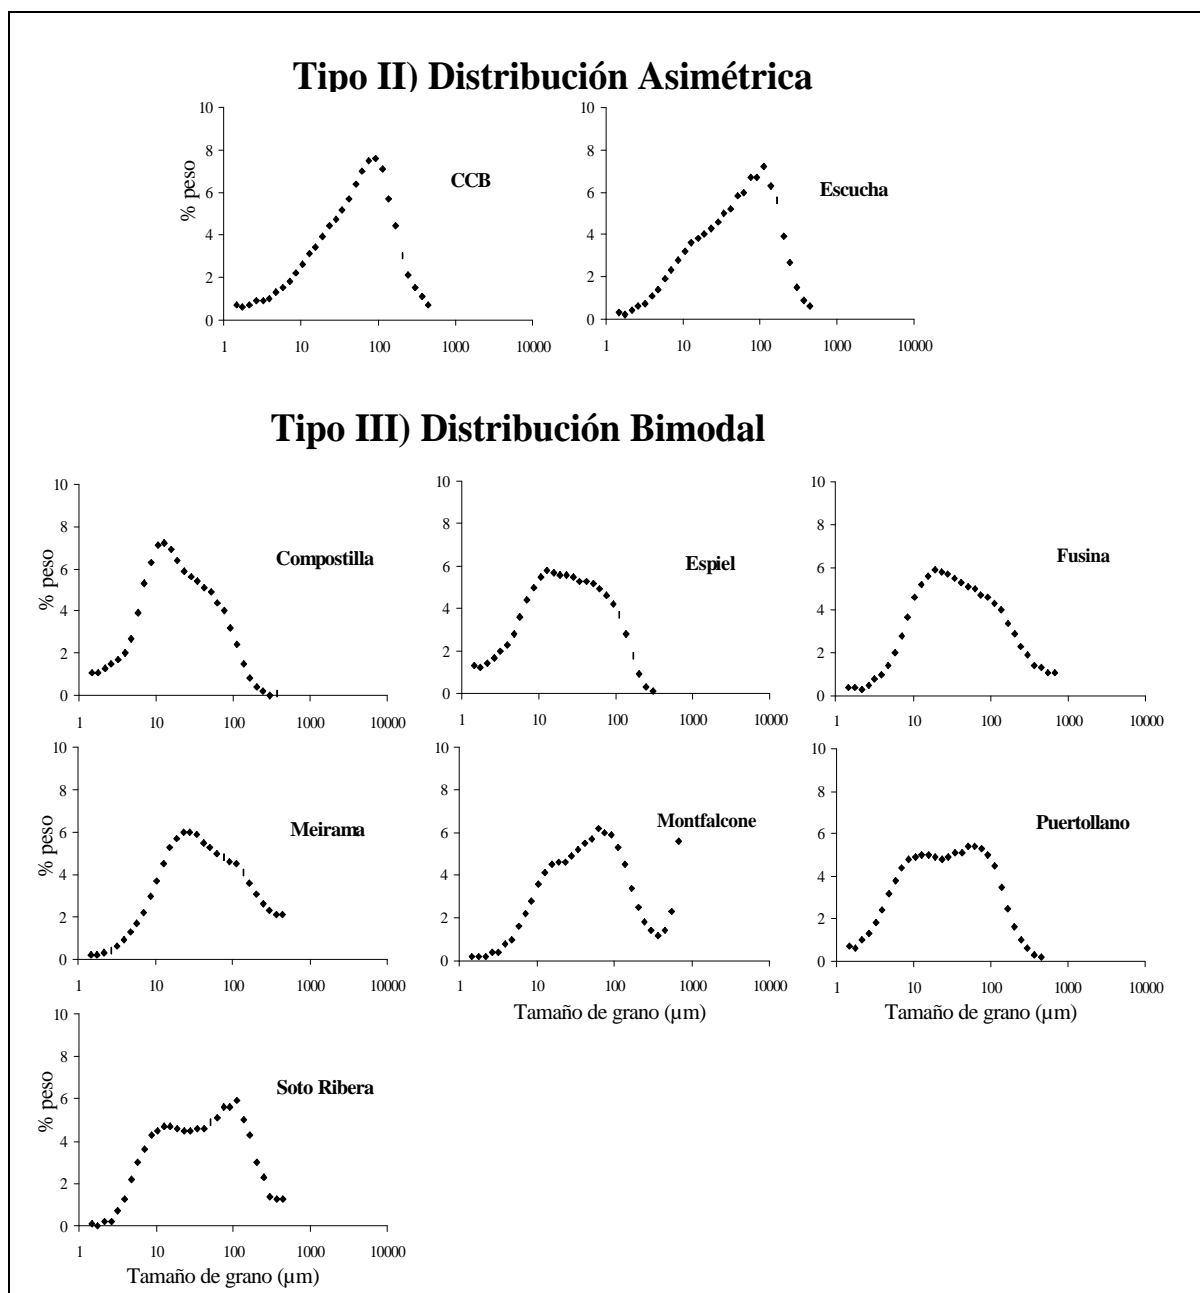 Tipo II) Distribución Asimétrica
10
8
6
4
2
0
% peso
CCB
1 10 100 1000 10000
10
8
6
4
2
0
Escucha
1 10 100 1000 10000
Tipo III) Distribución Bimodal
10
8
6
4
2
0
% peso
Compostilla
1 10 100 1000 10000
10
8
6
4
2
0
Espiel
1 10 100 1000 10000
10
8
6
4
2
0
Fusina
1 10 100 1000 10000
10
8
6
4
2
0
% peso
Meirama
1 10 100 1000 10000
10
8
6
4
2
0
Montfalcone
1 10 100 1000 10000
Tamaño de grano (µm)
10
8
6
4
2
0
Puertollano
1 10 100 1000 10000
Tamaño de grano (µm)
10
8
6
4
2
0
% peso
Soto Ribera
1 10 100 1000 10000
Tamaño de grano (µm)